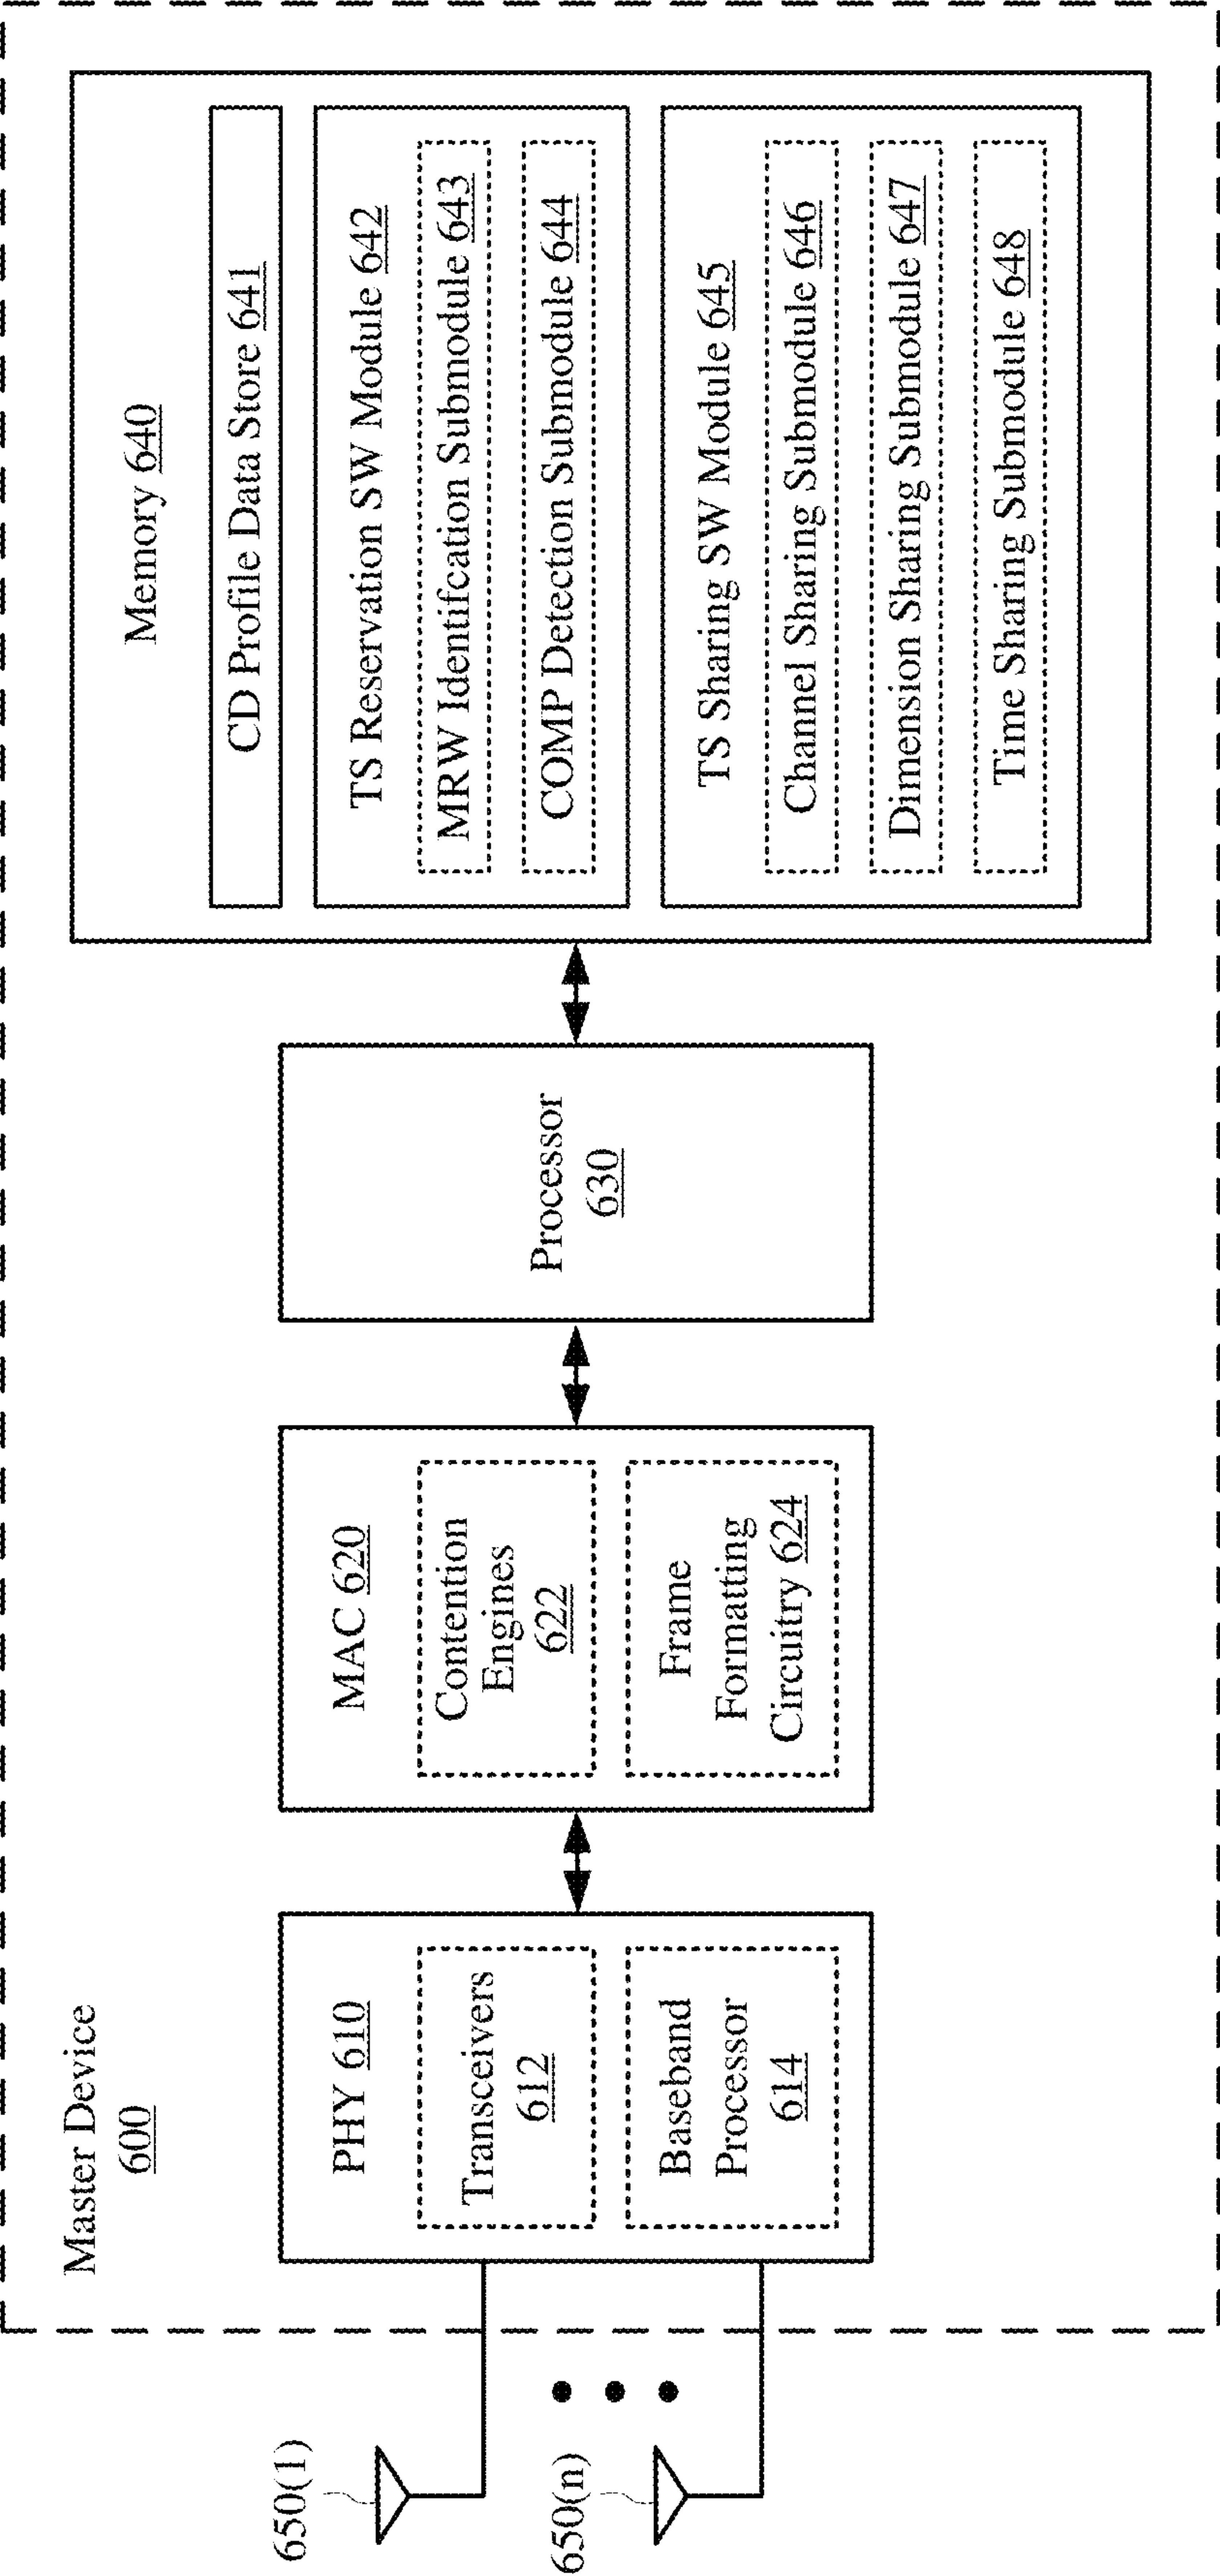 Master Device
600
650(1)
650(n)
PHY 610
Transceivers
612
Baseband
Processor
614
MAC 620
Contention
Engines
622
Frame
Formatting
Circuitry 624
Processor
630
Memory 640
CD Profile Data Store 641
TS Reservation SW Module 642
MRW Identifcation Submodule 643
COMP Detection Submodule 644
TS Sharing SW Module 645
Channel Sharing Submodule 646
Dimension Sharing Submodule 647
Time Sharing Submodule 648